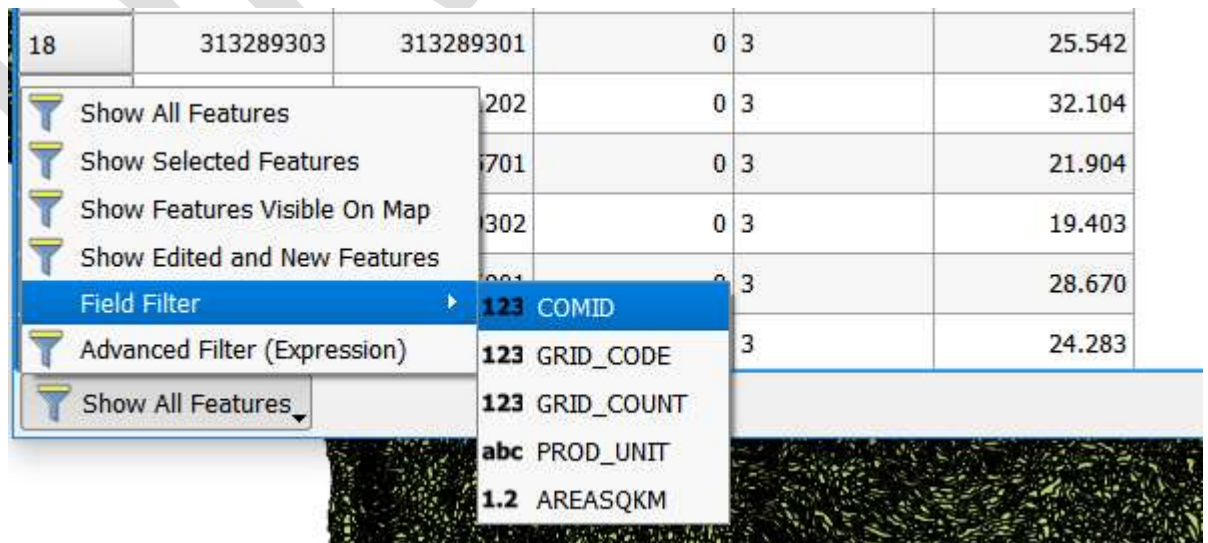 18 313289303 313289301 0 3 25.542
Show All Features 202 0 3 32.104
Show Selected Features 701 0 3 21.904
Show Features Visible On Map 302 0 3 19.403
Show Edited and New Features 3 28.670
Field Filter 123 COMID
Advanced Filter (Expression) 123 GRID_CODE 3 24.283
Show All Features 123 GRID_COUNT
abc PROD_UNIT
1.2 AREASQKM